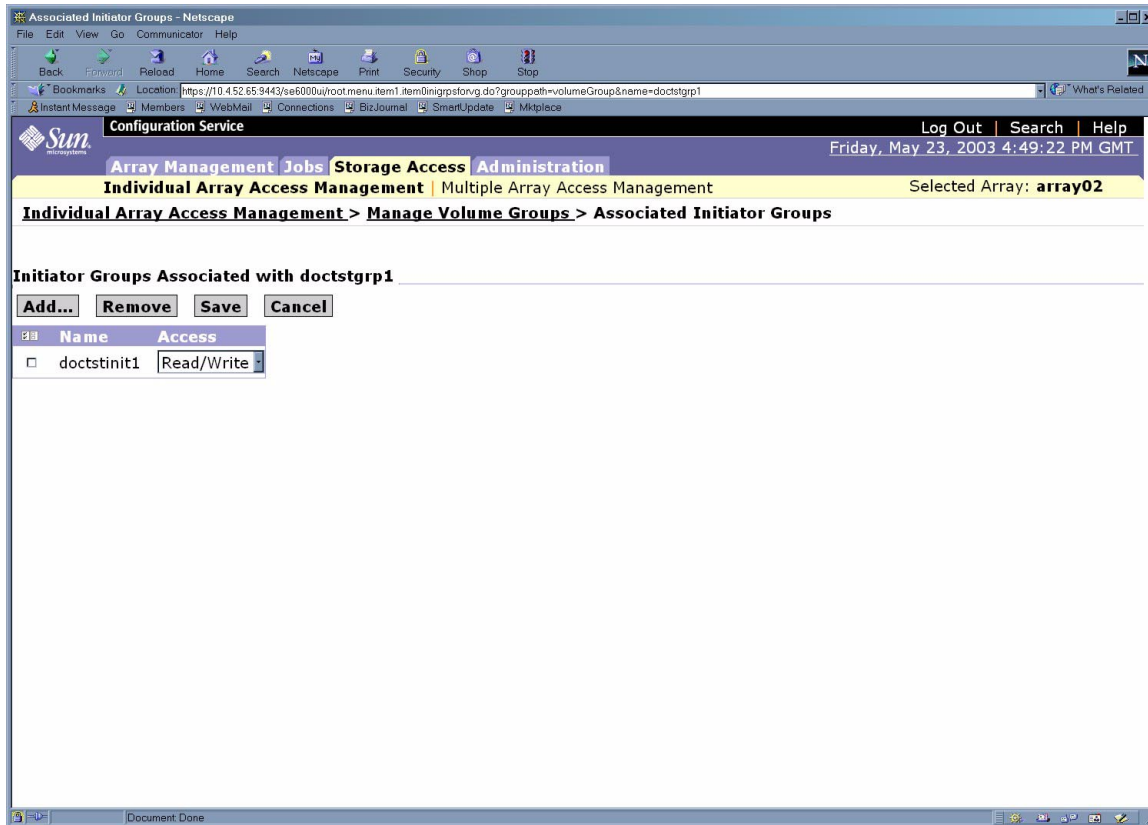 Associated Initiator Groups - Netscape
File Edit View Go Communicator Help
Back Forward Reload Home Search Netscape Print Security Shop Stop
Bookmarks Location: https://10.4.52.65:9443/se6000ui/root.menu.item1.item0inigrpsforvg.do?grouppath=volumeGroup&name=doctstgrp1 What's Related
Instant Message Members WebMail Connections BizJournal SmartUpdate Mktplace
Sun microsystems Configuration Service Log Out | Search | Help
Friday, May 23, 2003 4:49:22 PM GMT
Array Management Jobs Storage Access Administration
Individual Array Access Management | Multiple Array Access Management Selected Array: array02
Individual Array Access Management > Manage Volume Groups > Associated Initiator Groups
Initiator Groups Associated with doctstgrp1
Add... Remove Save Cancel
Name Access
doctstinit1 Read/Write
Document: Done